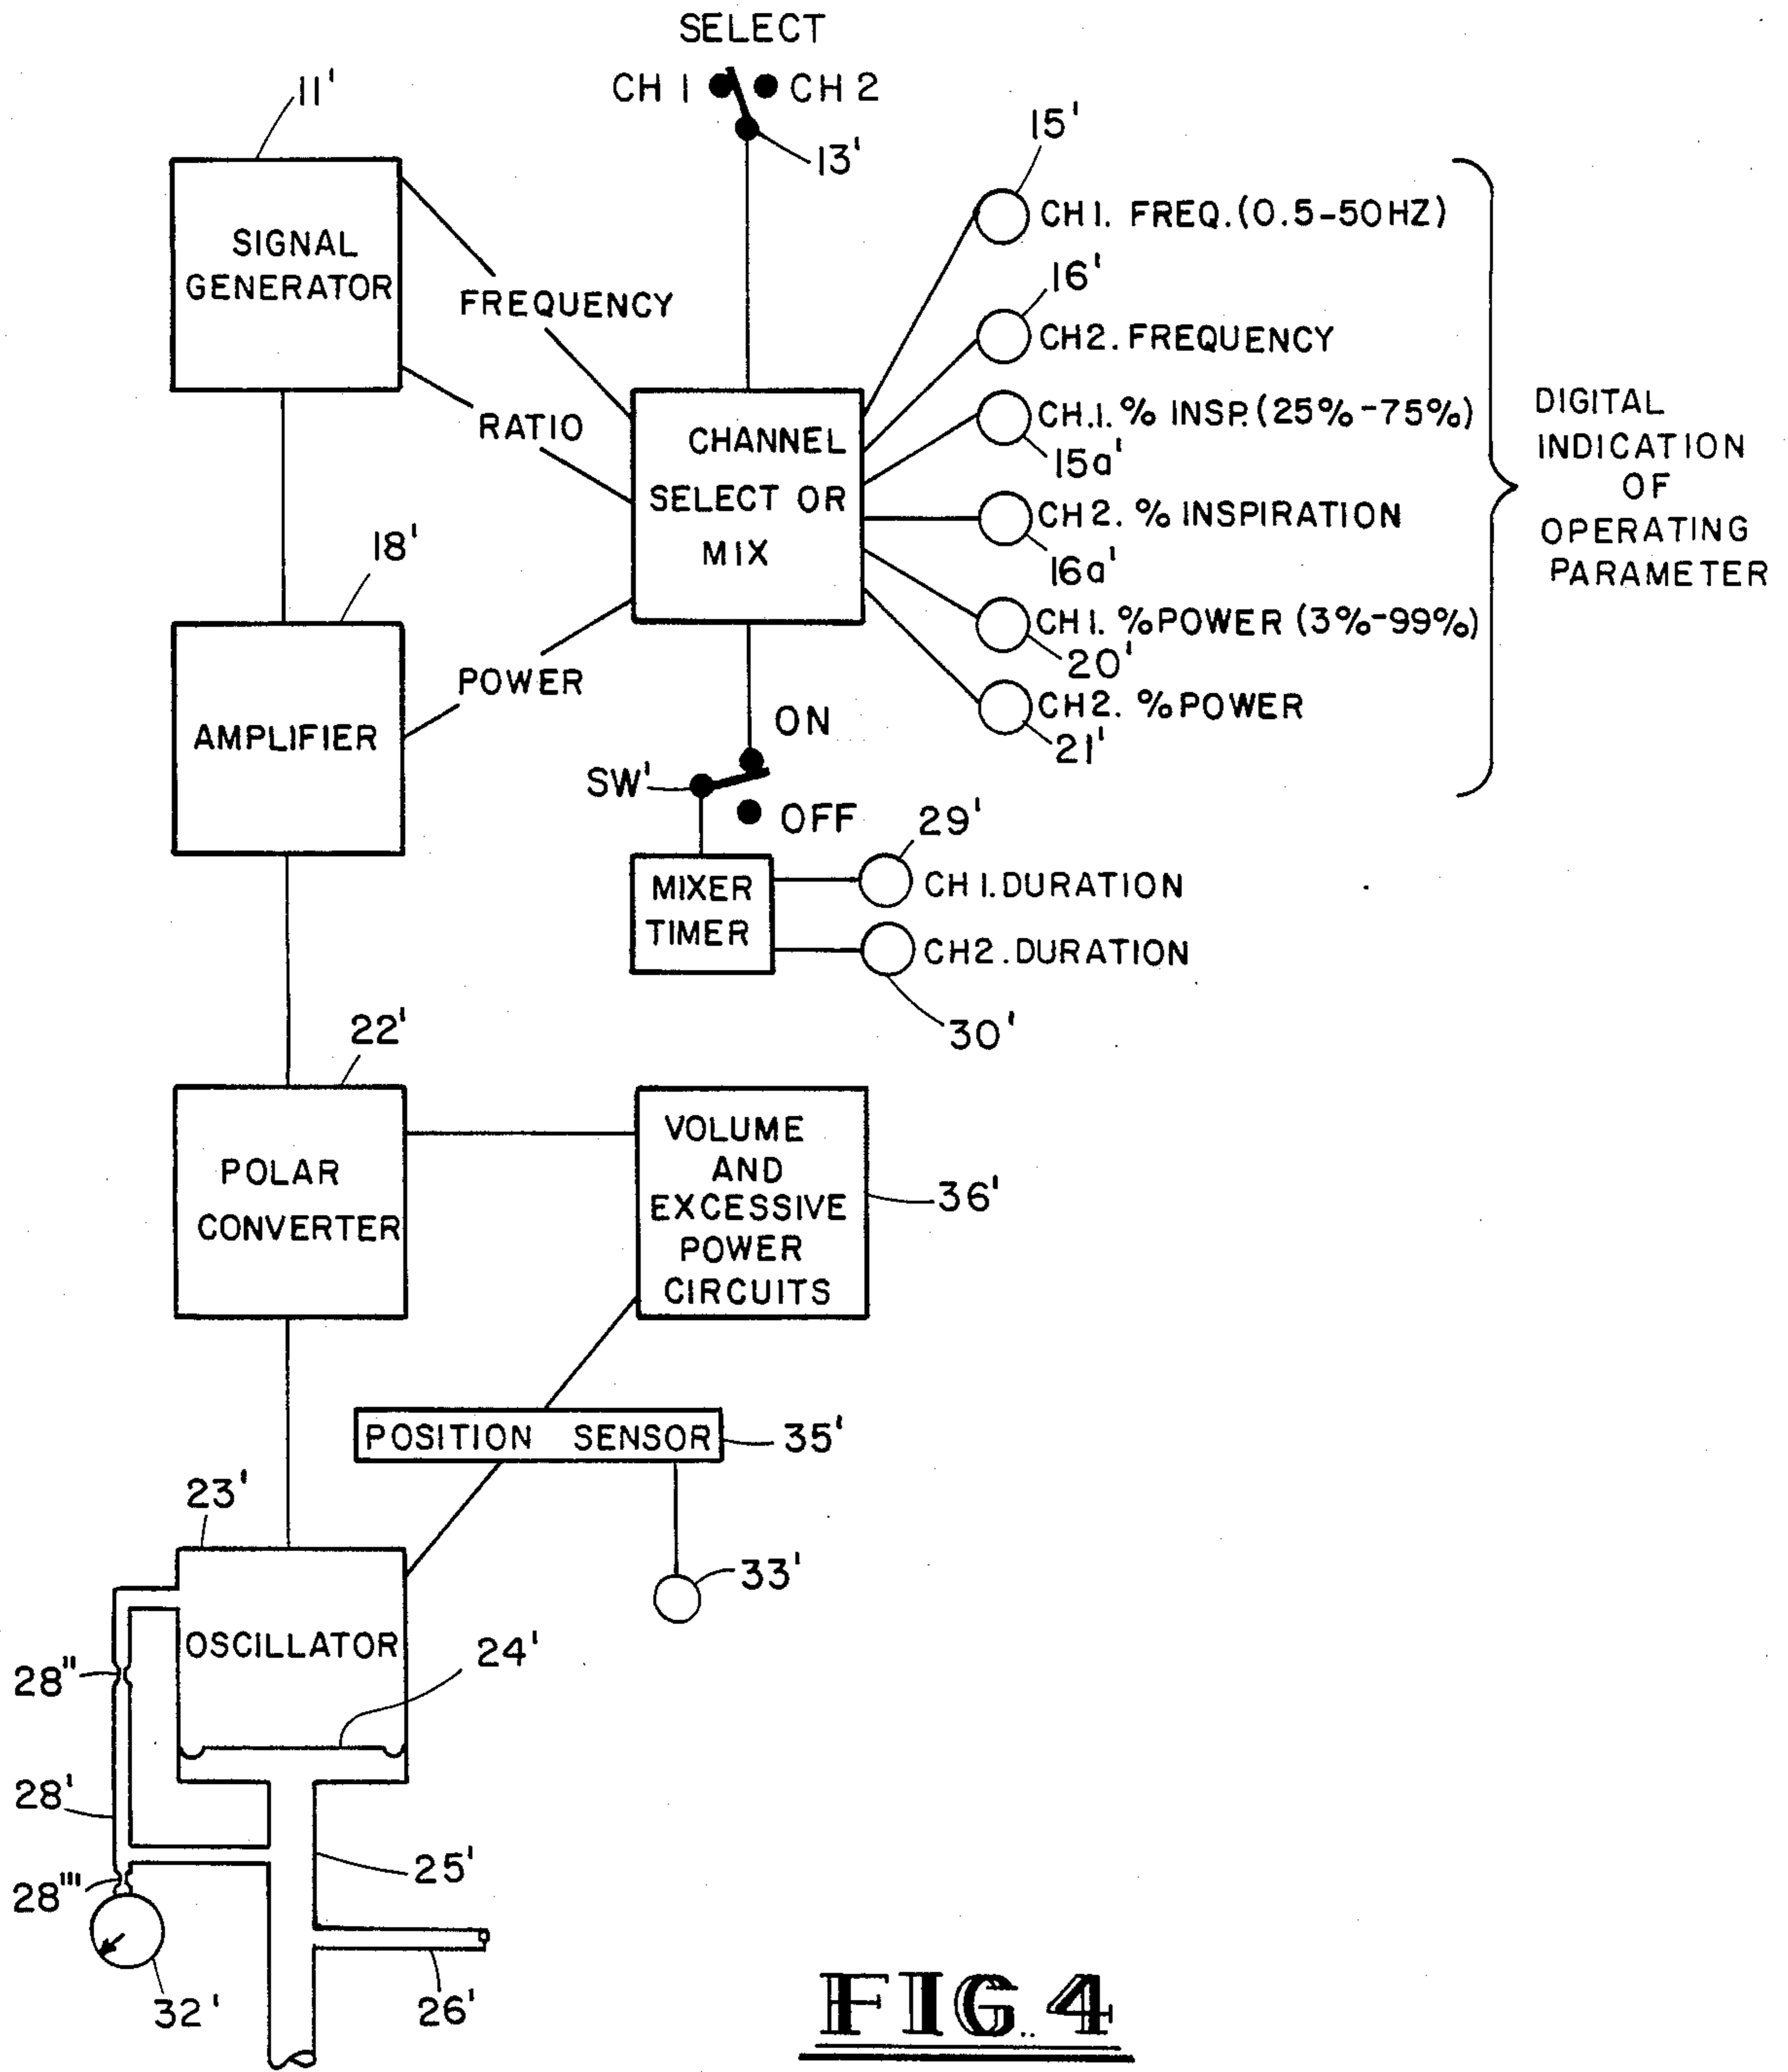 SELECT
CH 1 CH 2
13'
11'
SIGNAL
GENERATOR
FREQUENCY
RATIO
CHANNEL
SELECT OR
MIX
15'
CH 1. FREQ. (0.5-50HZ)
16'
CH2. FREQUENCY
CH.1. % INSP. (25%-75%)
15a'
CH2. % INSPIRATION
16a'
CH 1. % POWER (3%-99%)
20'
CH2. % POWER
21'
DIGITAL
INDICATION
OF
OPERATING
PARAMETER
18'
AMPLIFIER
POWER
ON
SW'
OFF
MIXER
TIMER
29'
CH 1. DURATION
CH2. DURATION
30'
22'
POLAR
CONVERTER
VOLUME
AND
EXCESSIVE
POWER
CIRCUITS
36'
POSITION SENSOR
35'
33'
23'
OSCILLATOR
24'
28"
28'
28'''
25'
32'
26'
FIG. 4